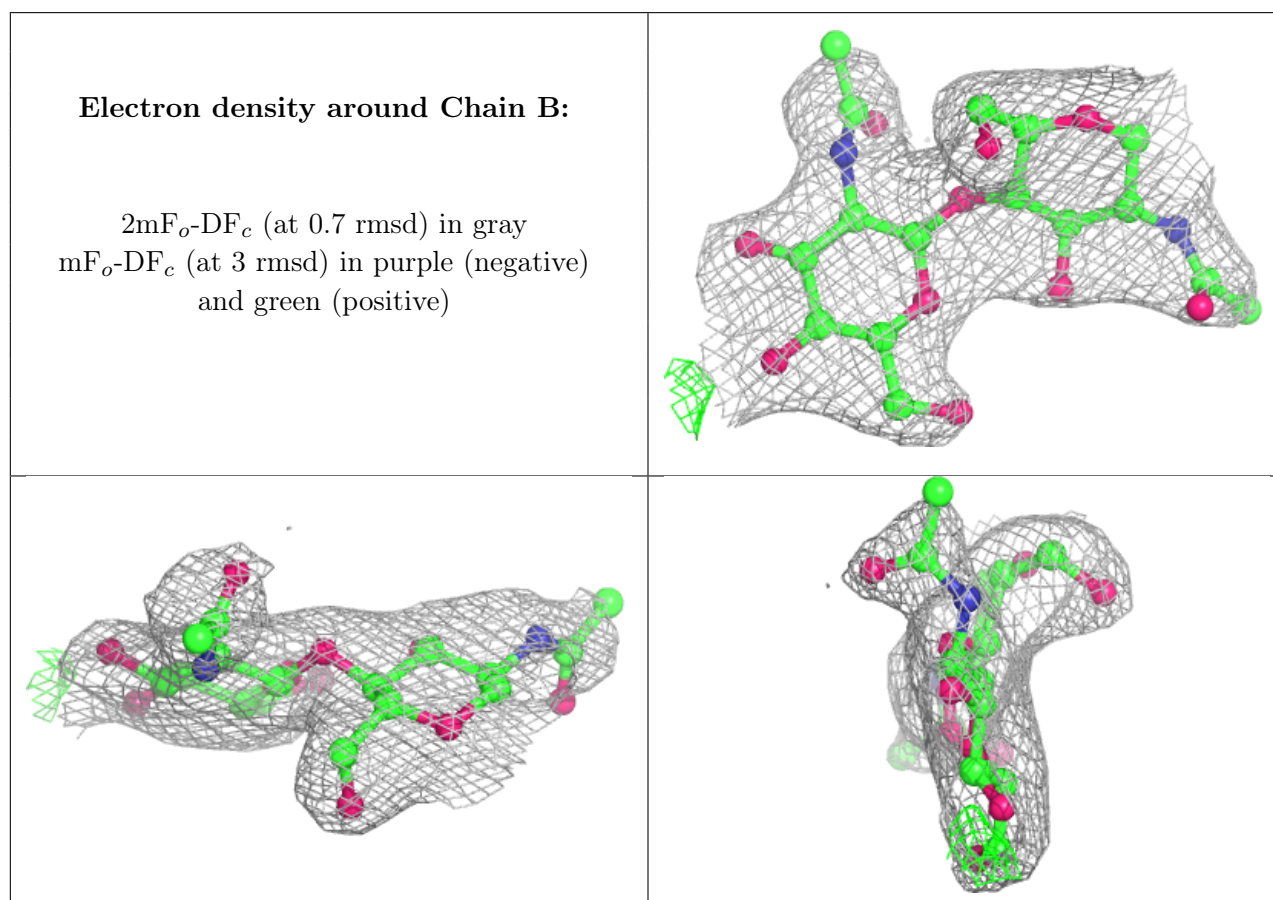 Electron density around Chain B:
2mFₒ-DF𝒸 (at 0.7 rmsd) in gray
mFₒ-DF𝒸 (at 3 rmsd) in purple (negative)
and green (positive)